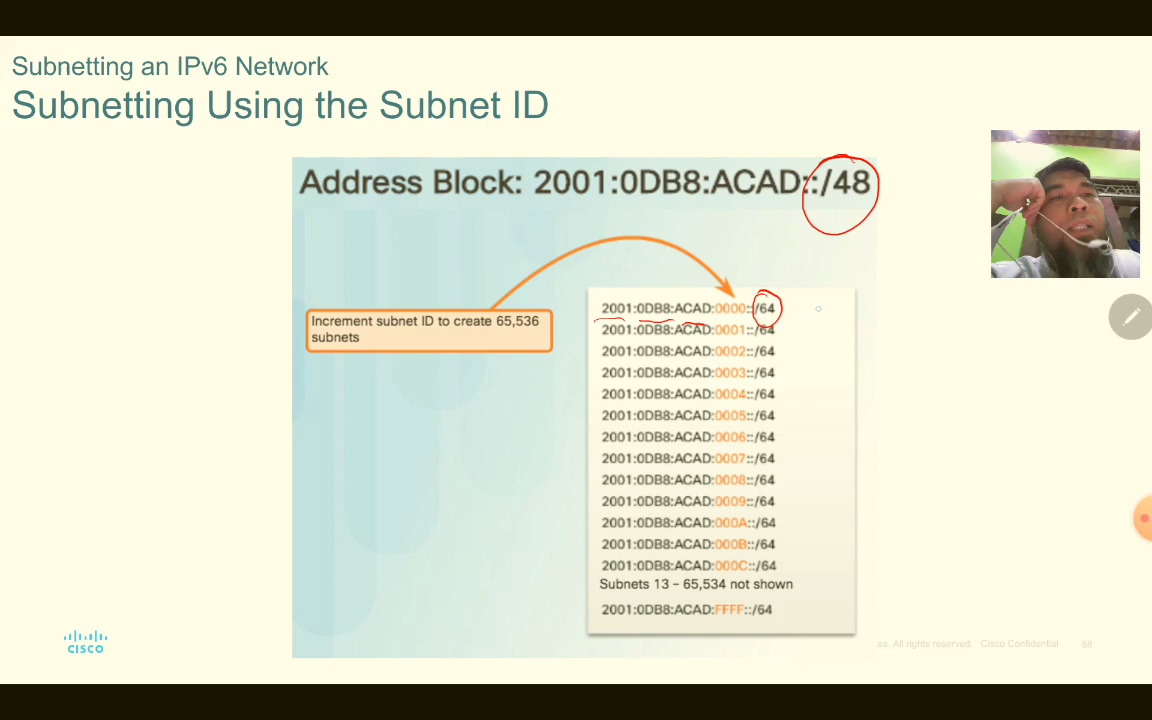 Subnetting an IPv6 Network
Subnetting Using the Subnet ID
Address Block: 2001:0DB8:ACAD::/48
Increment subnet ID to create 65,536
subnets
2001:0DB8:ACAD:0000::/64
2001:0DB8:ACAD:0001::/64
2001:0DB8:ACAD:0002::/64
2001:0DB8:ACAD:0003::/64
2001:0DB8:ACAD:0004::/64
2001:0DB8:ACAD:0005::/64
2001:0DB8:ACAD:0006::/64
2001:0DB8:ACAD:0007::/64
2001:0DB8:ACAD:0008::/64
2001:0DB8:ACAD:0009::/64
2001:0DB8:ACAD:000A::/64
2001:0DB8:ACAD:000B::/64
2001:0DB8:ACAD:000C::/64
Subnets 13 – 65,534 not shown
2001:0DB8:ACAD:FFFF::/64
CISCO
All rights reserved. Cisco Confidential 68